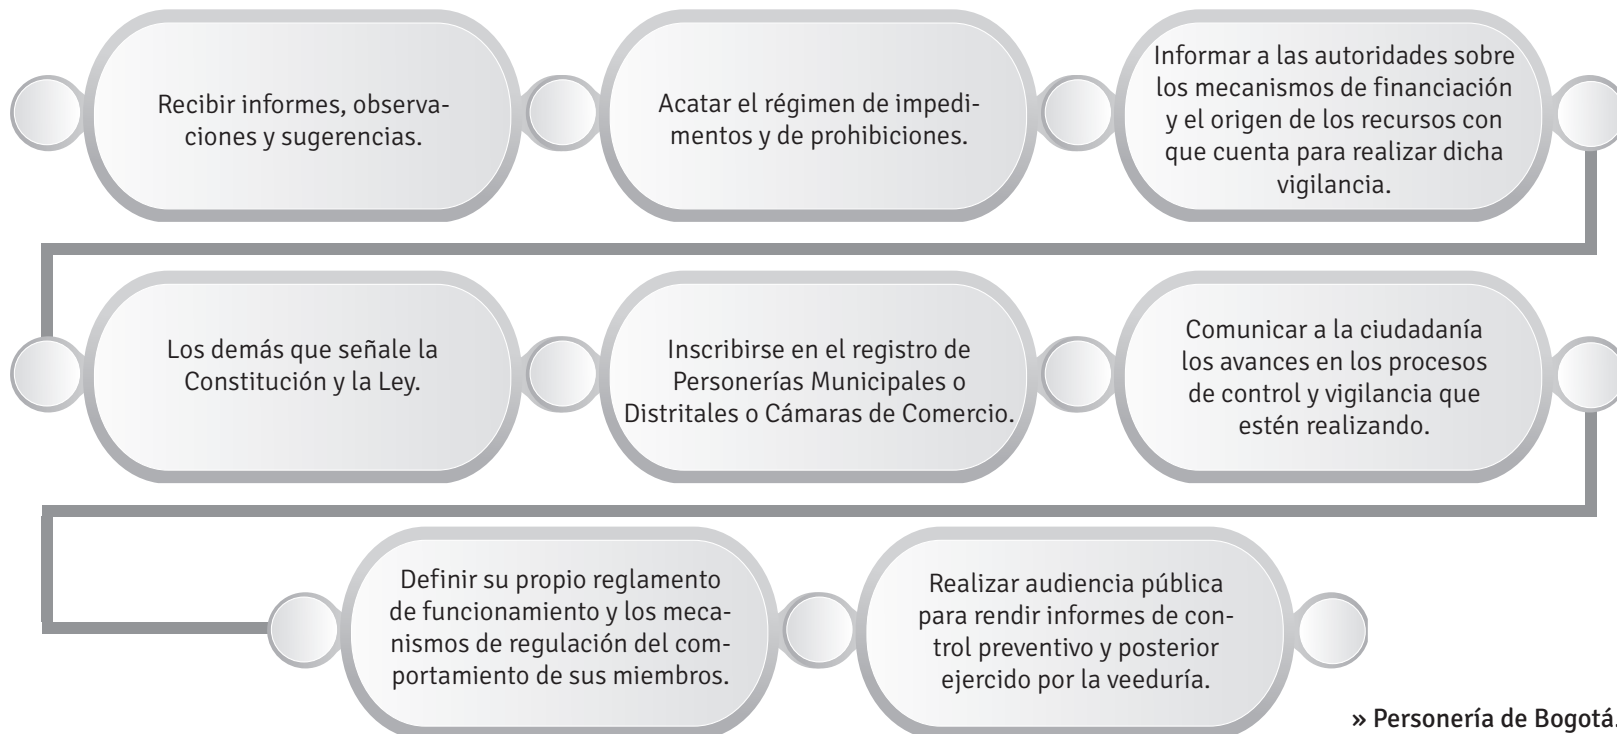 Recibir informes, observa-
ciones y sugerencias.
Acatar el régimen de impedi-
mentos y de prohibiciones.
Informar a las autoridades sobre
los mecanismos de financiación
y el origen de los recursos con
que cuenta para realizar dicha
vigilancia.
Los demás que señale la
Constitución y la Ley.
Inscribirse en el registro de
Personerías Municipales o
Distritales o Cámaras de Comercio.
Comunicar a la ciudadanía
los avances en los procesos
de control y vigilancia que
estén realizando.
Definir su propio reglamento
de funcionamiento y los meca-
nismos de regulación del com-
portamiento de sus miembros.
Realizar audiencia pública
para rendir informes de con-
trol preventivo y posterior
ejercido por la veeduría.
» Personería de Bogotá.